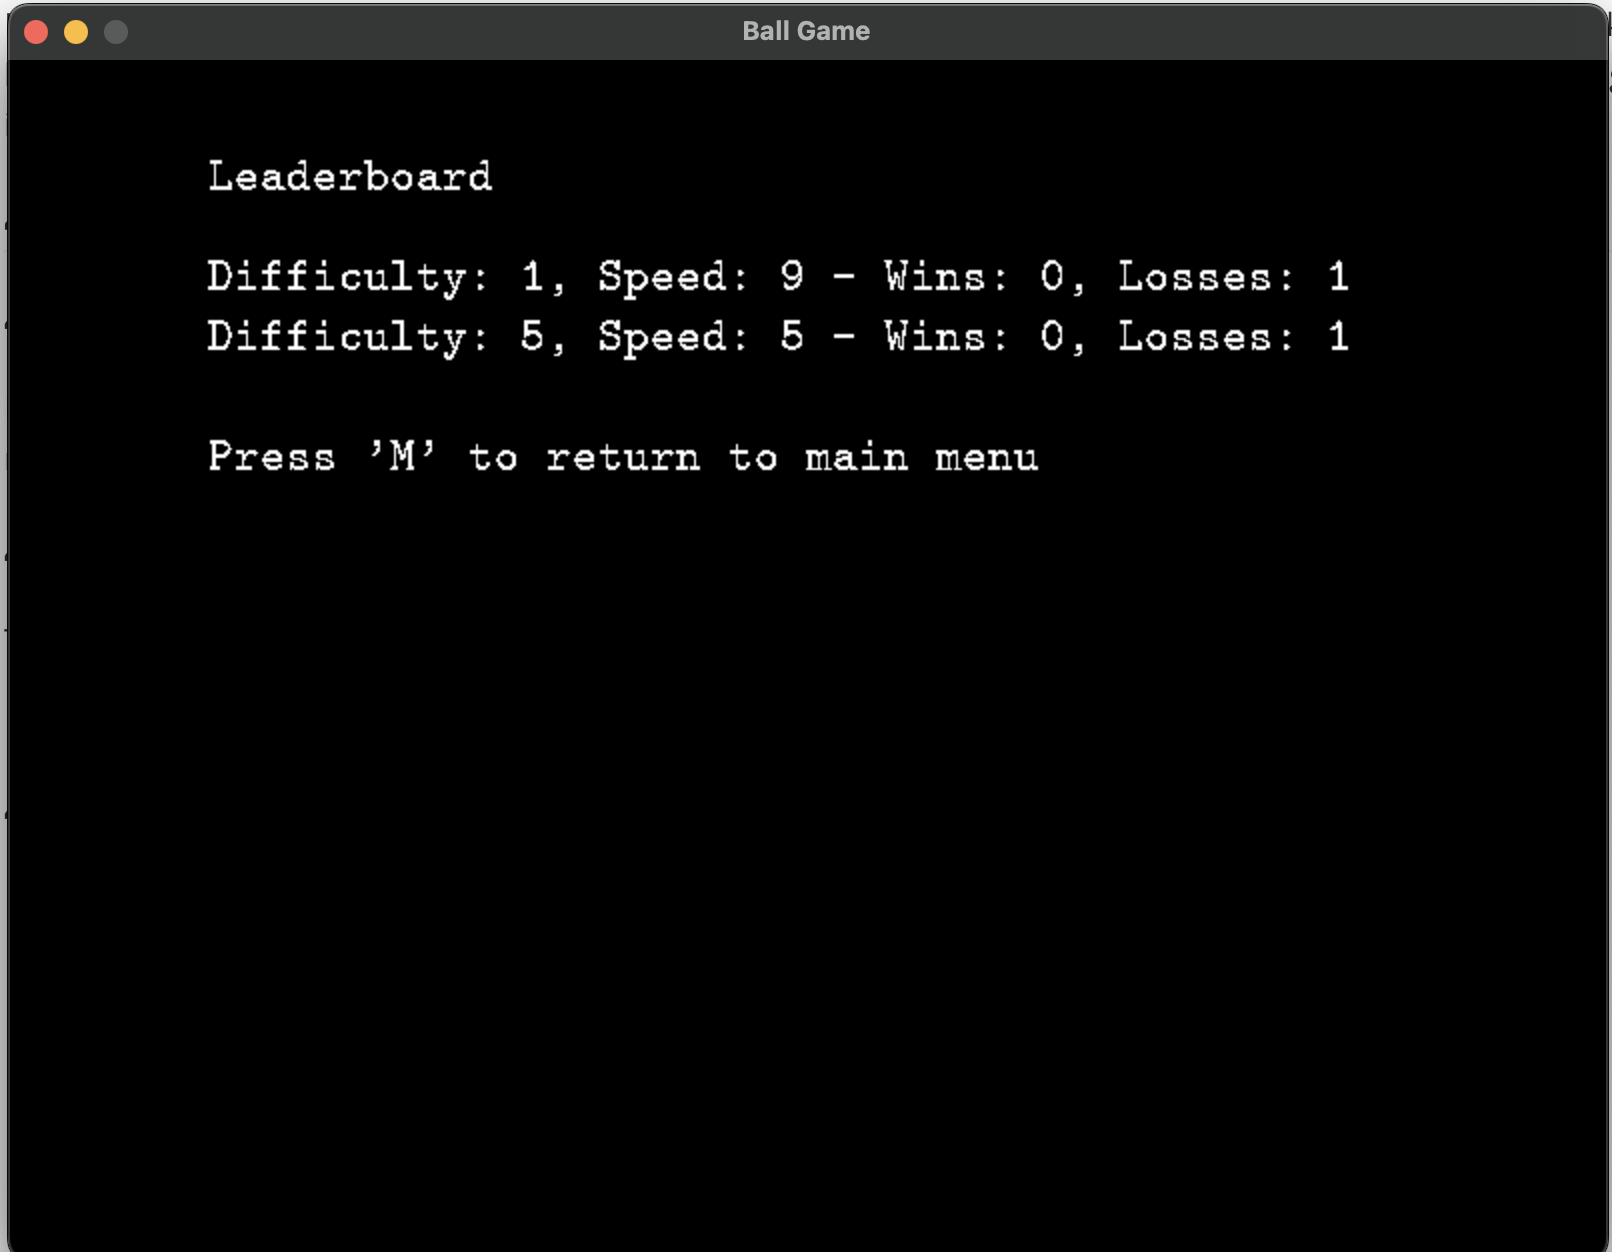 Ball Game
Leaderboard
Difficulty: 1, Speed: 9 - Wins: 0, Losses: 1
Difficulty: 5, Speed: 5 - Wins: 0, Losses: 1
Press 'M' to return to main menu